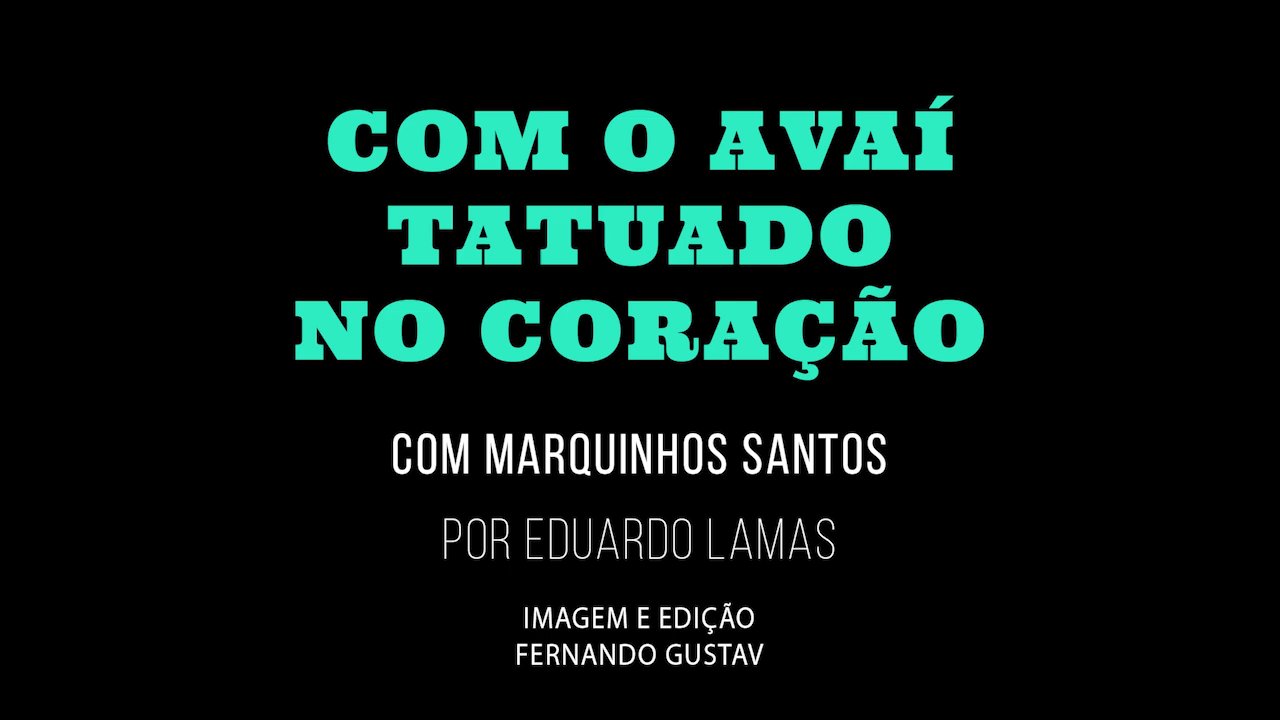 COM O AVAÍ
TATUADO
NO CORAÇÃO
COM MARQUINHOS SANTOS
POR EDUARDO LAMAS
IMAGEM E EDIÇÃO
FERNANDO GUSTAV